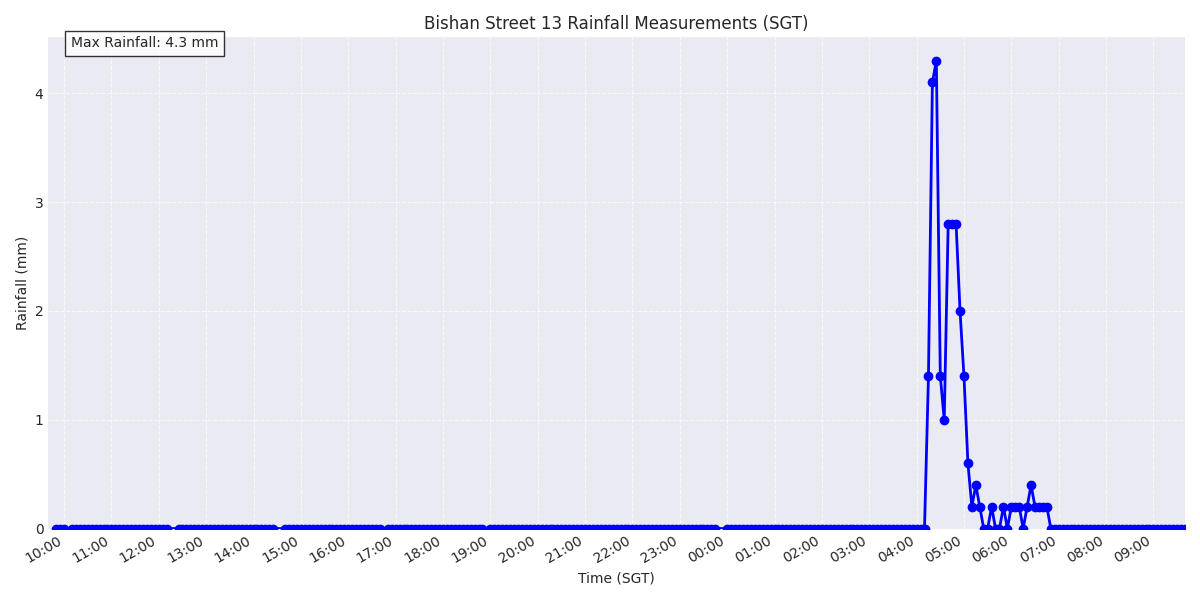 Bishan Street 13 Rainfall Measurements (SGT)
Max Rainfall: 4.3 mm
Rainfall (mm)
4
3
2
1
0
10:00 11:00 12:00 13:00 14:00 15:00 16:00 17:00 18:00 19:00 20:00 21:00 22:00 23:00 00:00 01:00 02:00 03:00 04:00 05:00 06:00 07:00 08:00 09:00
Time (SGT)